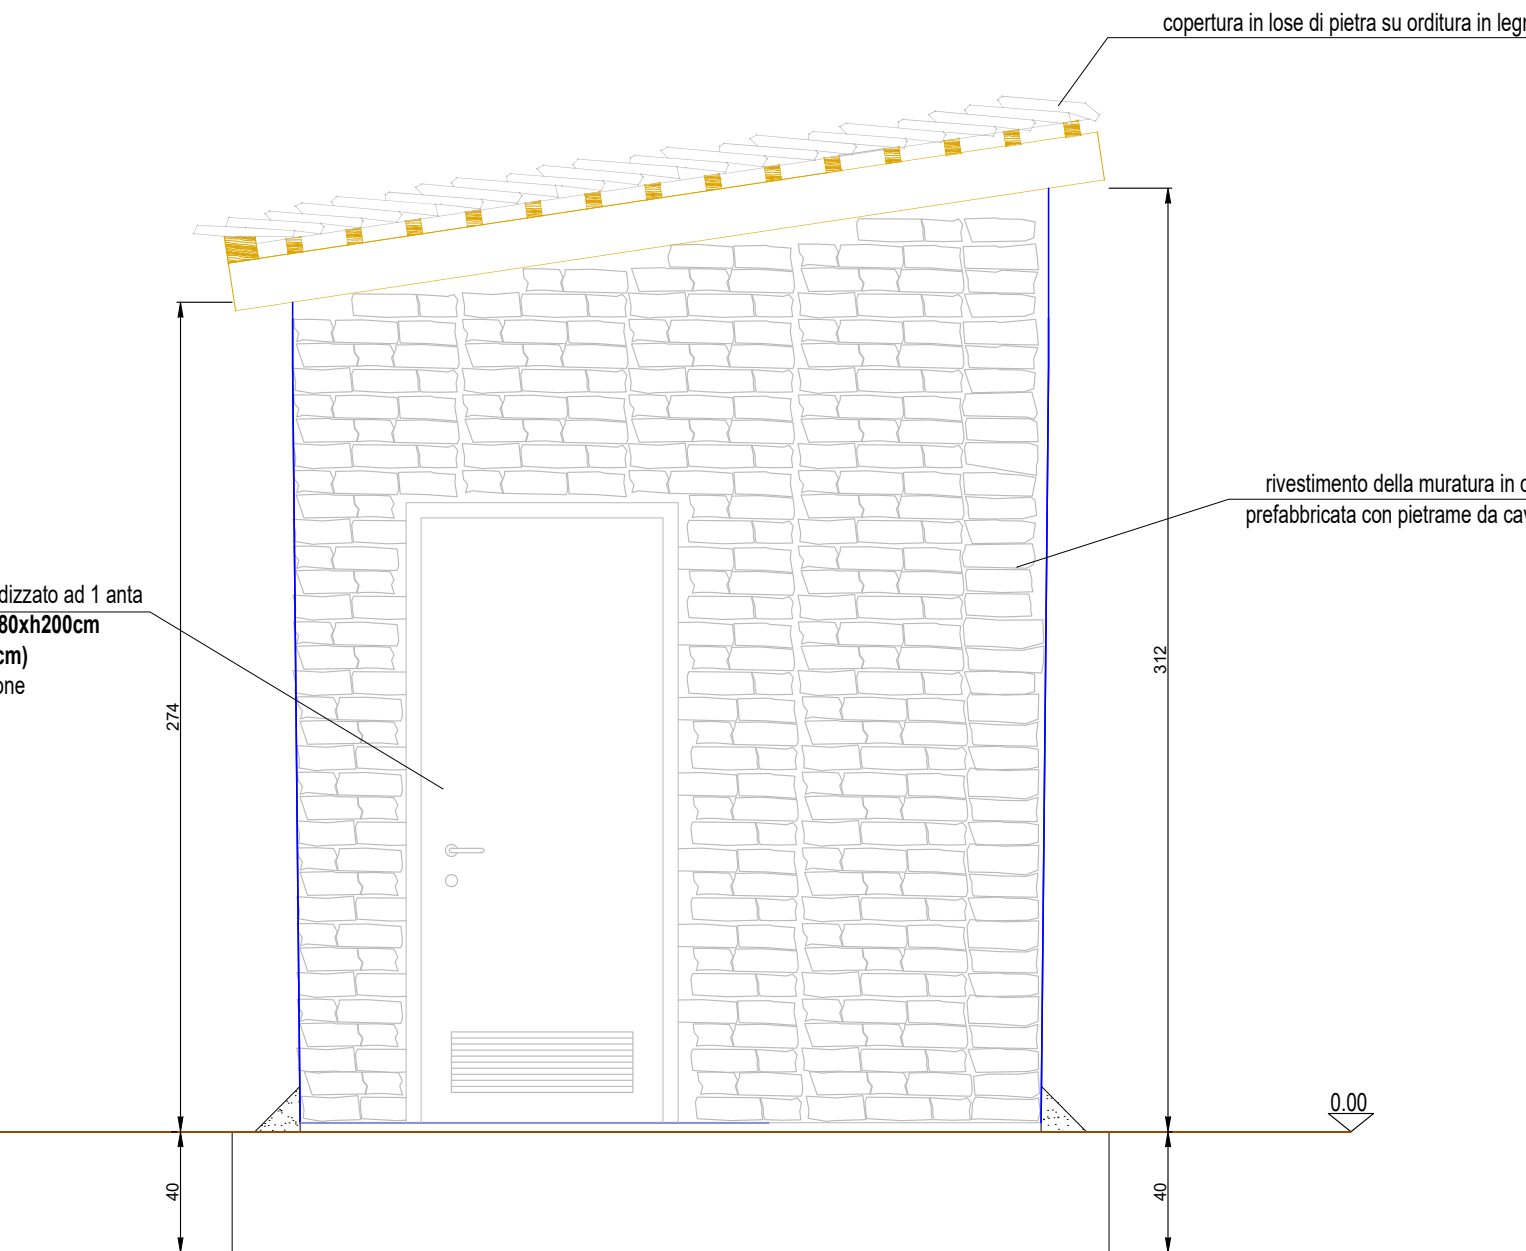 copertura in lose di pietra su orditura in legn
rivestimento della muratura in c
prefabbricata con pietrame da cav
dizzato ad 1 anta
80xh200cm
cm)
one
274
312
0.00
40
40